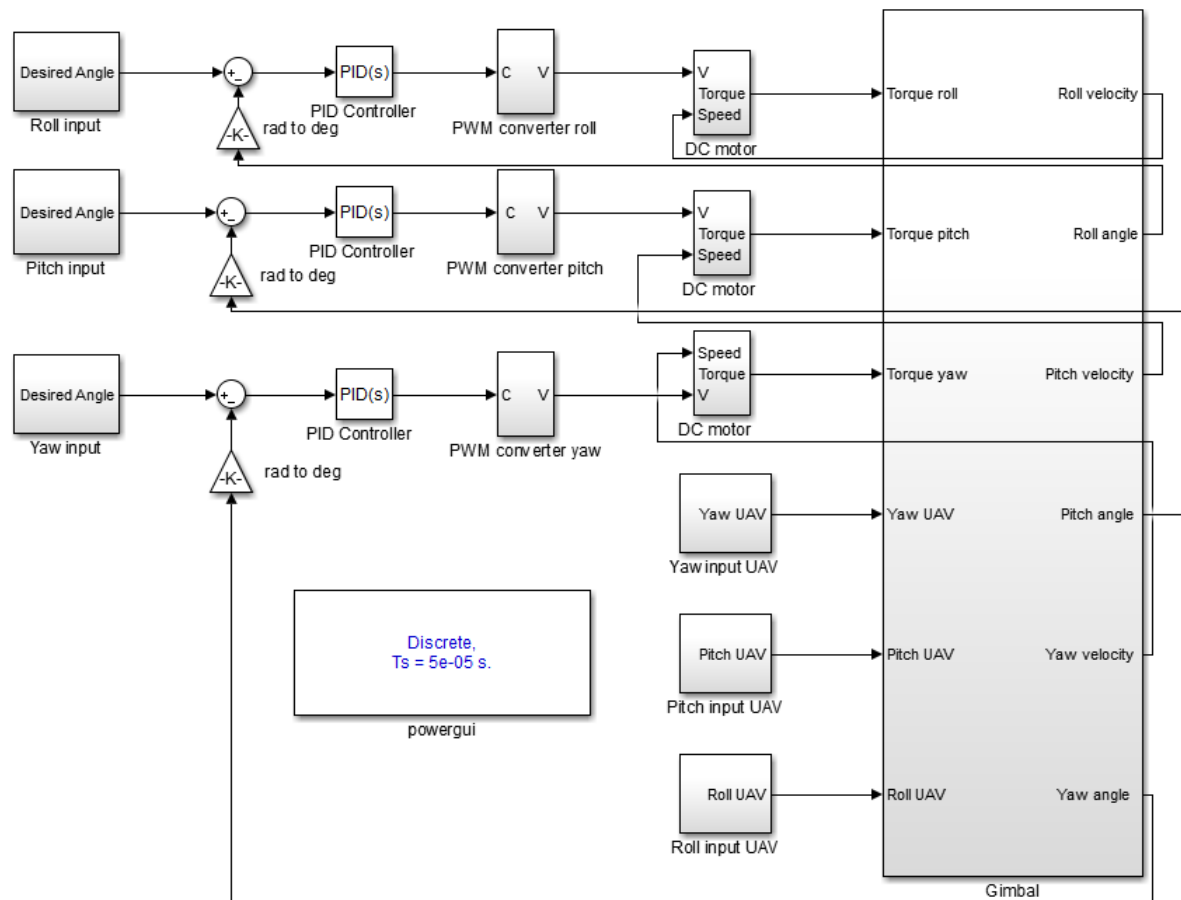 Desired Angle
Roll input
+_
-K-
rad to deg
PID(s)
PID Controller
C V
PWM converter roll
V
Torque
Speed
DC motor
Torque roll
Roll velocity
Desired Angle
Pitch input
+_
-K-
rad to deg
PID(s)
PID Controller
C V
PWM converter pitch
V
Torque
Speed
DC motor
Torque pitch
Roll angle
Desired Angle
Yaw input
+_
-K-
rad to deg
PID(s)
PID Controller
C V
PWM converter yaw
Speed
Torque
V
DC motor
Torque yaw
Pitch velocity
Yaw UAV
Yaw input UAV
Yaw UAV
Pitch angle
Discrete,
Ts = 5e-05 s.
powergui
Pitch UAV
Pitch input UAV
Pitch UAV
Yaw velocity
Roll UAV
Roll input UAV
Roll UAV
Yaw angle
Gimbal